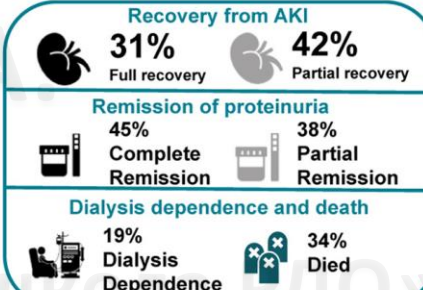 Recovery from AKI
31%
Full recovery
42%
Partial recovery
Remission of proteinuria
45%
Complete
Remission
38%
Partial
Remission
Dialysis dependence and death
19%
Dialysis
Dependence
34%
Died